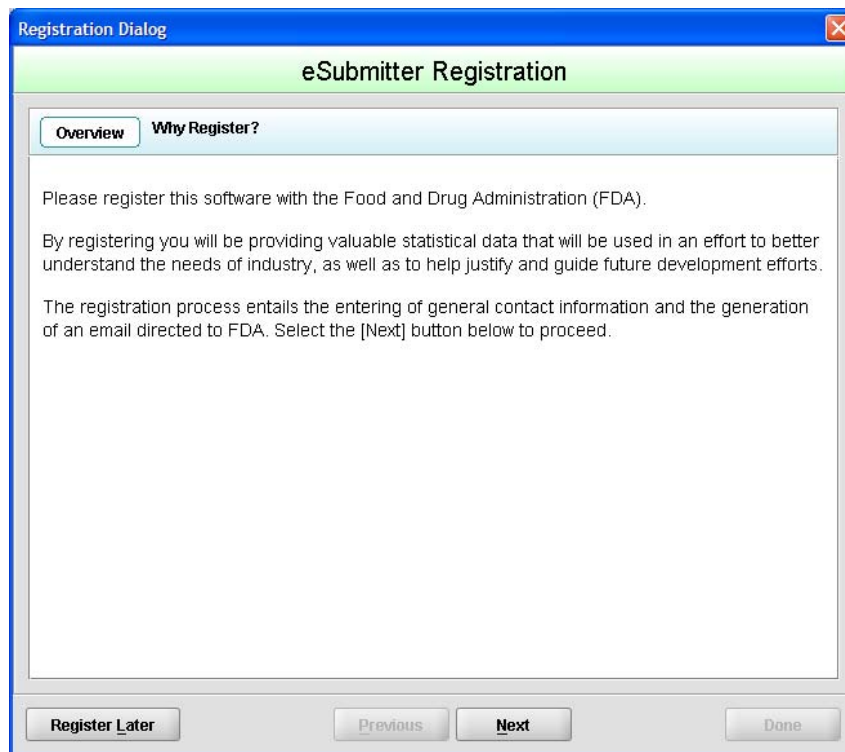 Registration Dialog
eSubmitter Registration
Overview Why Register?
Please register this software with the Food and Drug Administration (FDA).
By registering you will be providing valuable statistical data that will be used in an effort to better
understand the needs of industry, as well as to help justify and guide future development efforts.
The registration process entails the entering of general contact information and the generation
of an email directed to FDA. Select the [Next] button below to proceed.
Register Later Previous Next Done